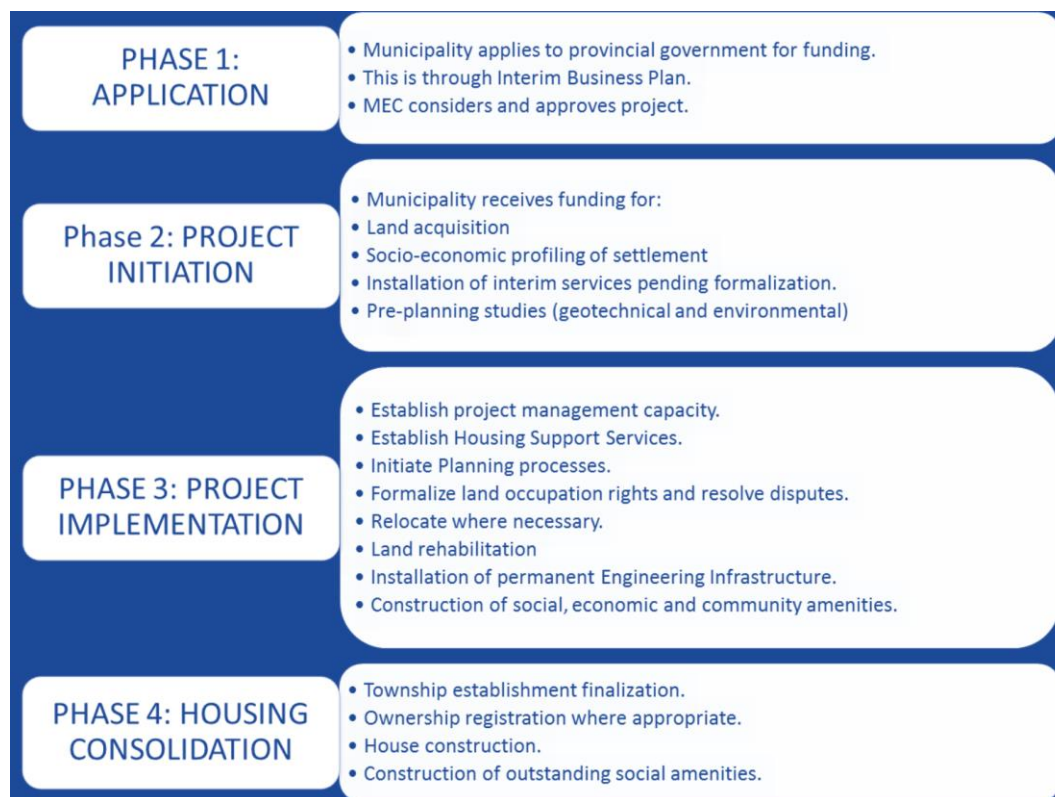 PHASE 1:
APPLICATION
• Municipality applies to provincial government for funding.
• This is through Interim Business Plan.
• MEC considers and approves project.
Phase 2: PROJECT
INITIATION
• Municipality receives funding for:
• Land acquisition
• Socio-economic profiling of settlement
• Installation of interim services pending formalization.
• Pre-planning studies (geotechnical and environmental)
PHASE 3: PROJECT
IMPLEMENTATION
• Establish project management capacity.
• Establish Housing Support Services.
• Initiate Planning processes.
• Formalize land occupation rights and resolve disputes.
• Relocate where necessary.
• Land rehabilitation
• Installation of permanent Engineering Infrastructure.
• Construction of social, economic and community amenities.
PHASE 4: HOUSING
CONSOLIDATION
• Township establishment finalization.
• Ownership registration where appropriate.
• House construction.
• Construction of outstanding social amenities.